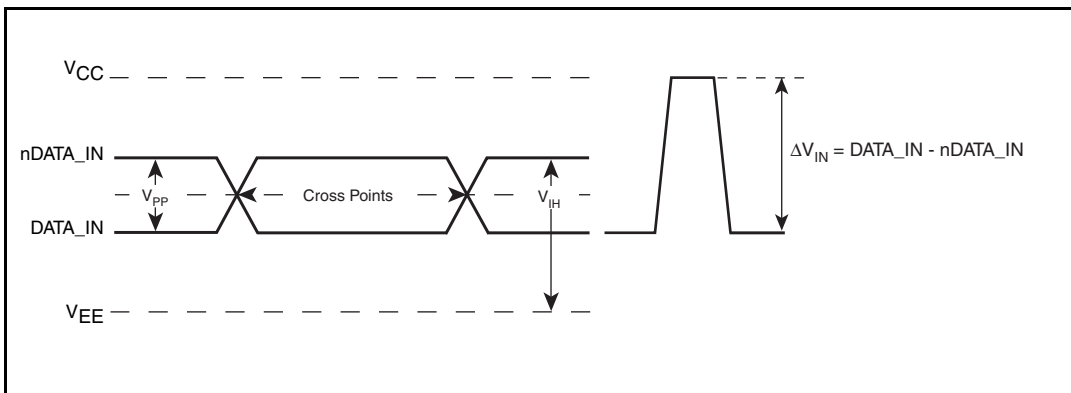 VCC
nDATA_IN
VPP
Cross Points
VIH
DATA_IN
VEE
ΔVIN = DATA_IN - nDATA_IN